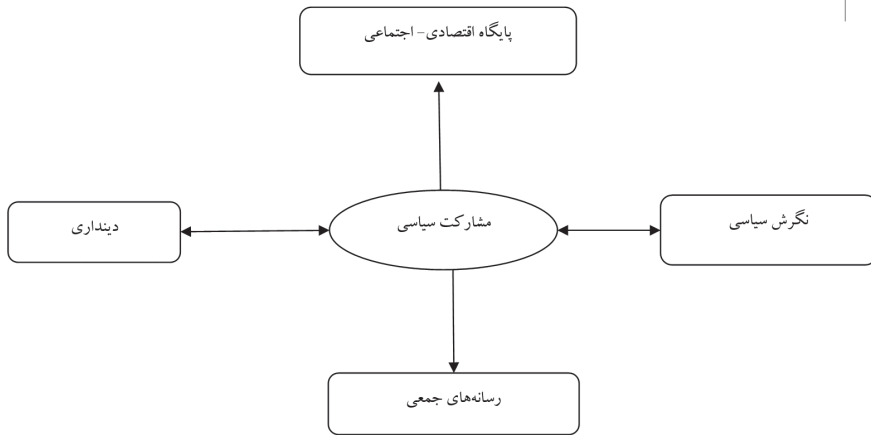 پایگاه اقتصادی- اجتماعی
نگرش سیاسی
مشارکت سیاسی
دینداری
رسانه‌های جمعی